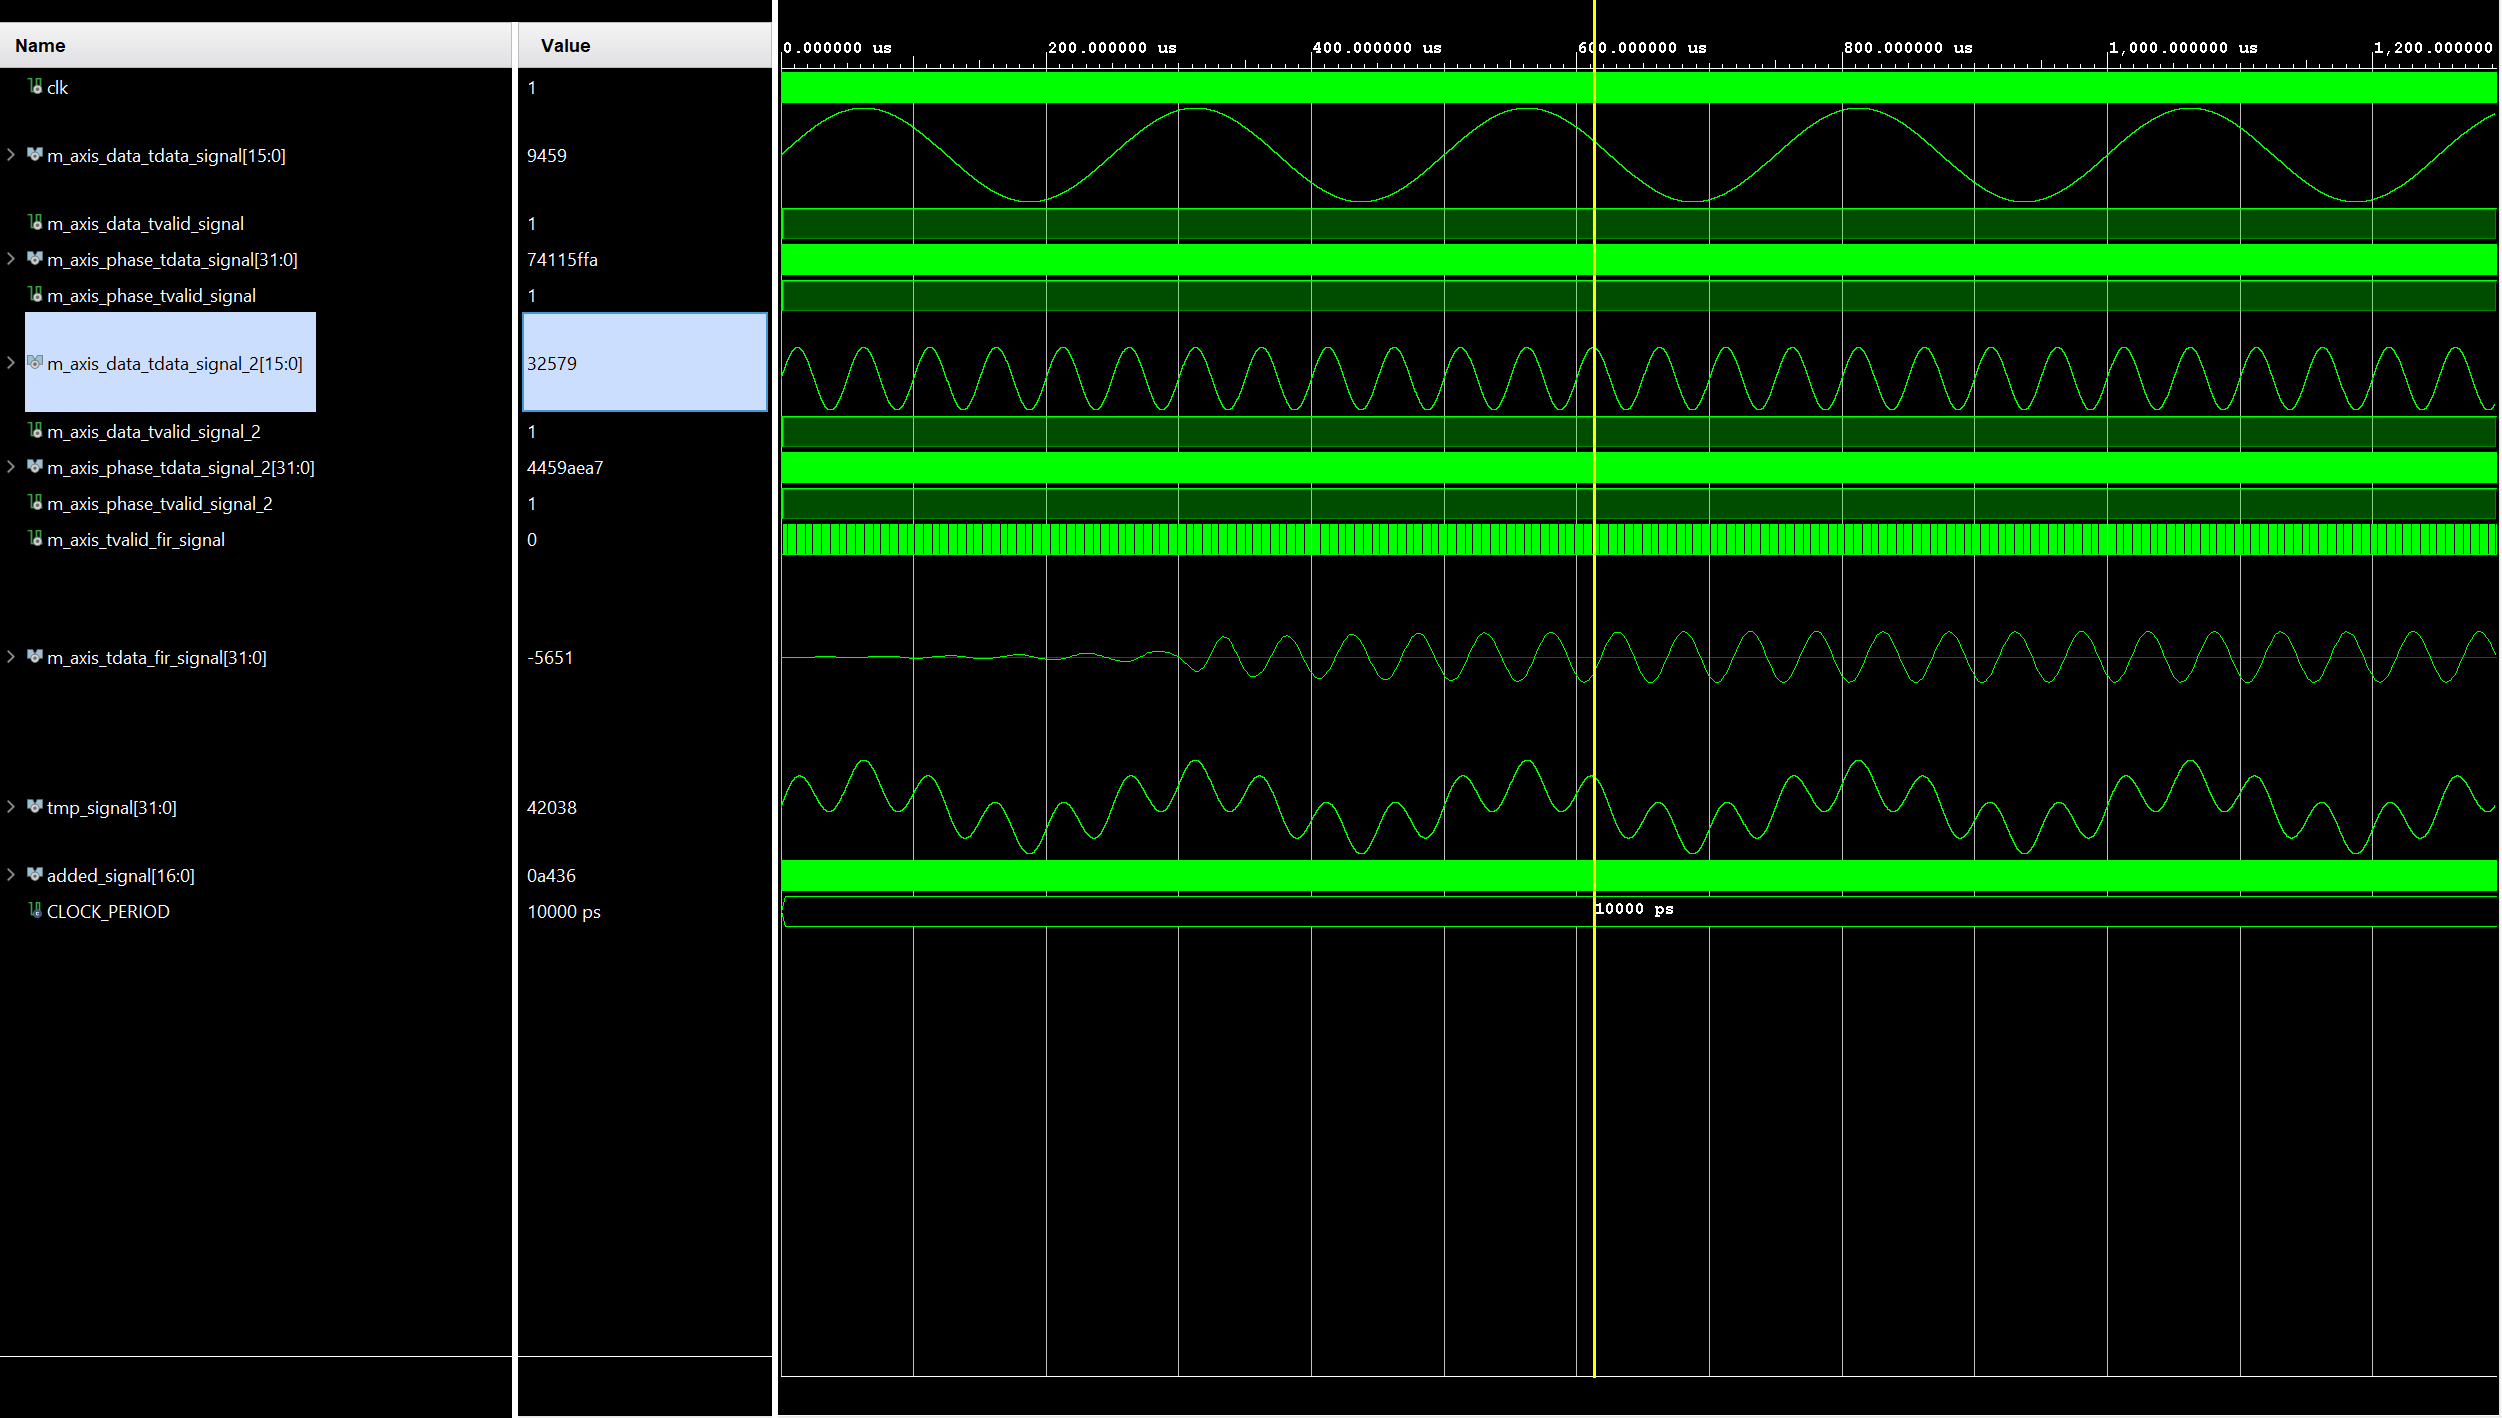 Name Value
0.000000 us 200.000000 us 400.000000 us 600.000000 us 800.000000 us 1,000.000000 us 1,200.000000
clk 1
m_axis_data_tdata_signal[15:0] 9459
m_axis_data_tvalid_signal 1
m_axis_phase_tdata_signal[31:0] 74115ffa
m_axis_phase_tvalid_signal 1
m_axis_data_tdata_signal_2[15:0] 32579
m_axis_data_tvalid_signal_2 1
m_axis_phase_tdata_signal_2[31:0] 4459aea7
m_axis_phase_tvalid_signal_2 1
m_axis_tvalid_fir_signal 0
m_axis_tdata_fir_signal[31:0] -5651
tmp_signal[31:0] 42038
added_signal[16:0] 0a436
CLOCK_PERIOD 10000 ps 10000 ps